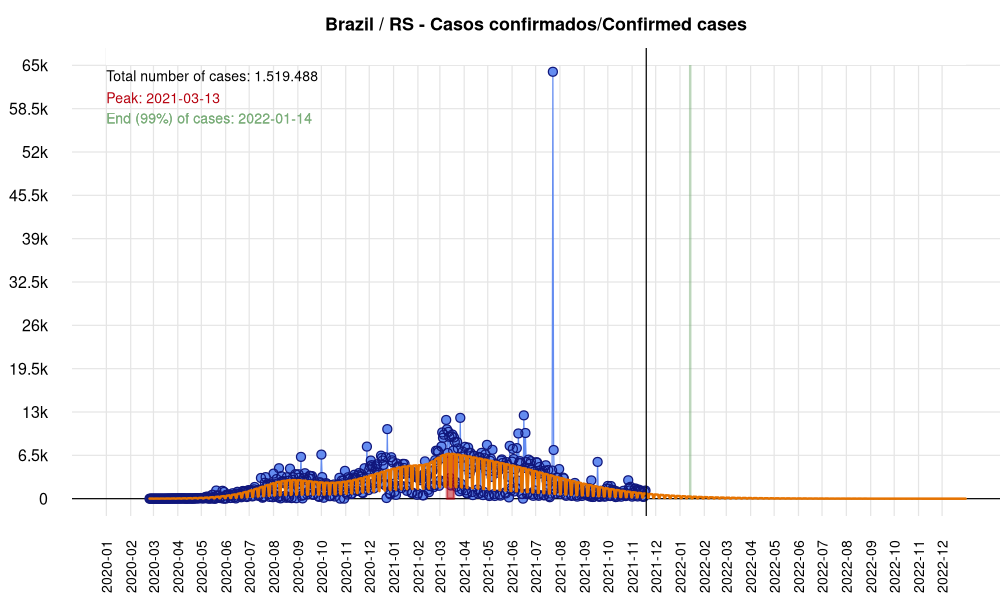 Brazil / RS - Casos confirmados/Confirmed cases
65k
58.5k
52k
45.5k
39k
32.5k
26k
19.5k
13k
6.5k
0
Total number of cases: 1.519.488
Peak: 2021-03-13
End (99%) of cases: 2022-01-14
2020-01
2020-02
2020-03
2020-04
2020-05
2020-06
2020-07
2020-08
2020-09
2020-10
2020-11
2020-12
2021-01
2021-02
2021-03
2021-04
2021-05
2021-06
2021-07
2021-08
2021-09
2021-10
2021-11
2021-12
2022-01
2022-02
2022-03
2022-04
2022-05
2022-06
2022-07
2022-08
2022-09
2022-10
2022-11
2022-12